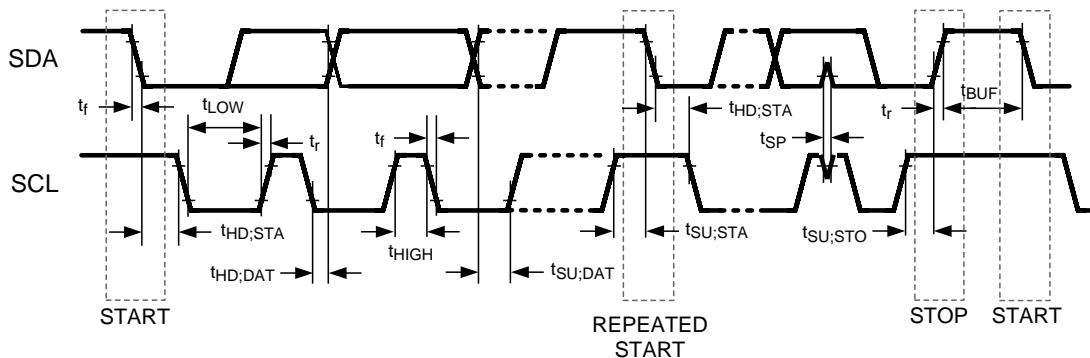 SDA
tf
tLOW
tr
tf
tHD;STA
tSP
tr
tBUF
SCL
tHD;STA
tHD;DAT
tHIGH
tSU;DAT
tSU;STA
tSU;STO
START
REPEATED
START
STOP
START